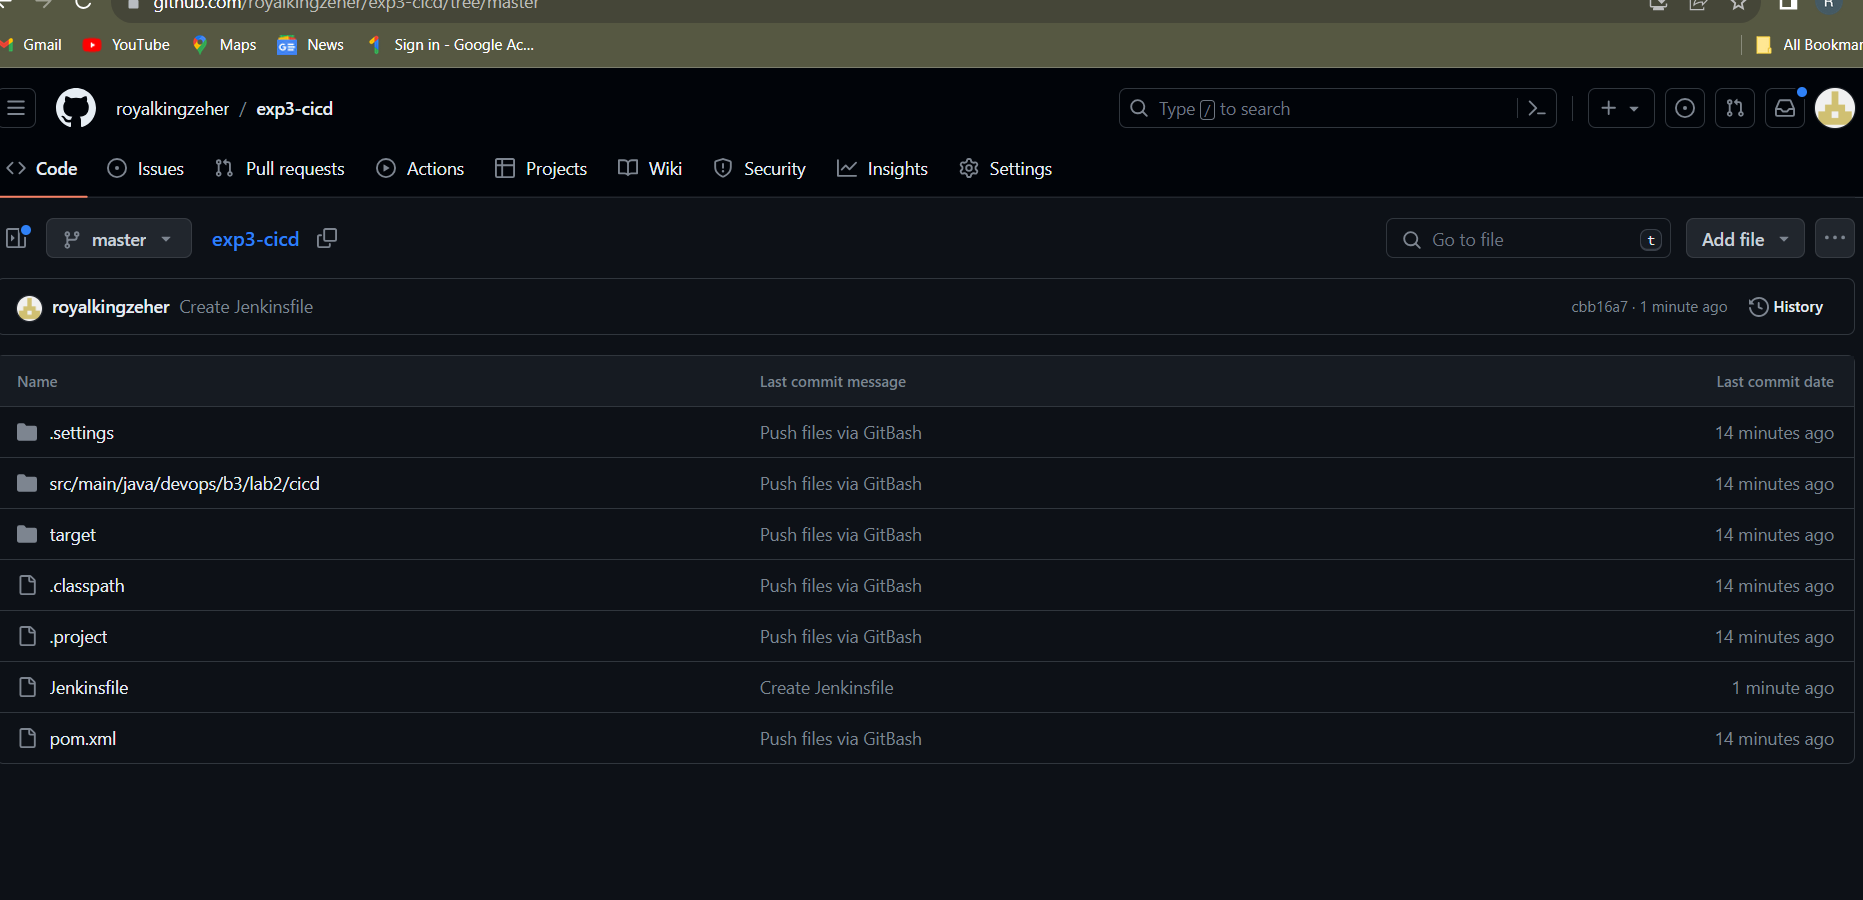 github.com/royalkingzeher/exp3-cicd/tree/master
Gmail YouTube Maps News Sign in - Google Ac... All Bookmar
royalkingzeher / exp3-cicd Type / to search
Code Issues Pull requests Actions Projects Wiki Security Insights Settings
master exp3-cicd Go to file t Add file
royalkingzeher Create Jenkinsfile cbb16a7 · 1 minute ago History
Name Last commit message Last commit date
.settings Push files via GitBash 14 minutes ago
src/main/java/devops/b3/lab2/cicd Push files via GitBash 14 minutes ago
target Push files via GitBash 14 minutes ago
.classpath Push files via GitBash 14 minutes ago
.project Push files via GitBash 14 minutes ago
Jenkinsfile Create Jenkinsfile 1 minute ago
pom.xml Push files via GitBash 14 minutes ago